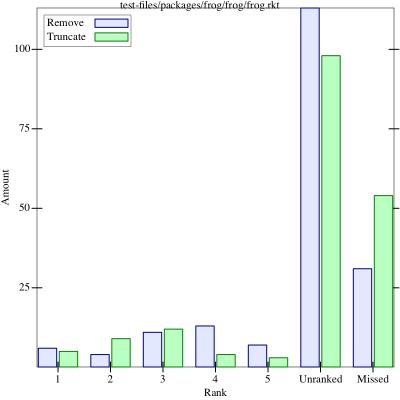 test-files/packages/frog/frog/frog.rkt
Remove
Truncate
100
75
50
25
Amount
1 2 3 4 5 Unranked Missed
Rank